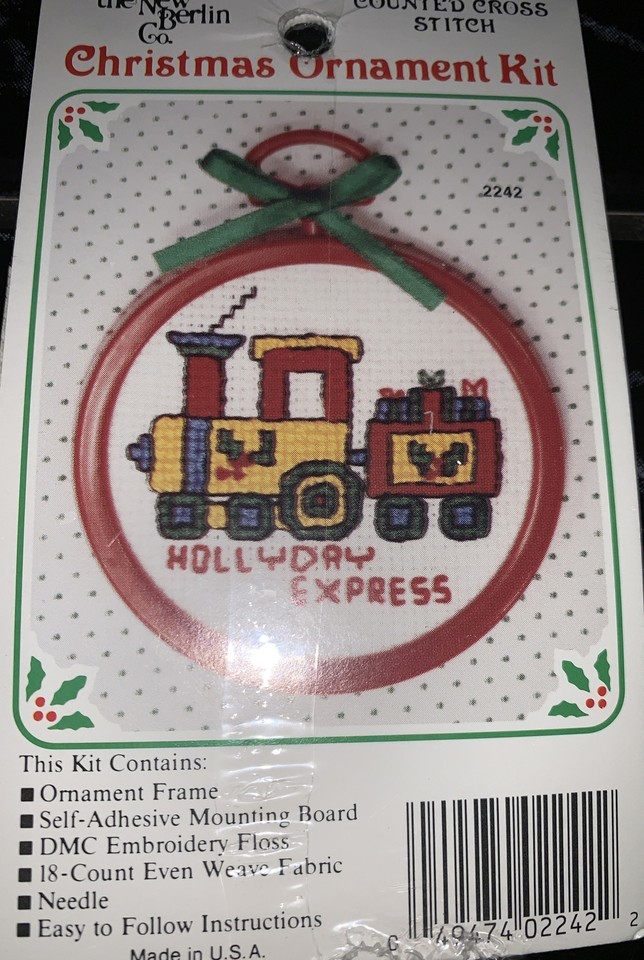 the New
Berlin
Co.
COUNTED CROSS
STITCH
Christmas Ornament Kit
2242
HOLLYDAY
EXPRESS
This Kit Contains:
■ Ornament Frame
■ Self-Adhesive Mounting Board
■ DMC Embroidery Floss
■ 18-Count Even Weave Fabric
■ Needle
■ Easy to Follow Instructions
Made in U.S.A.
0 49474 02242 2